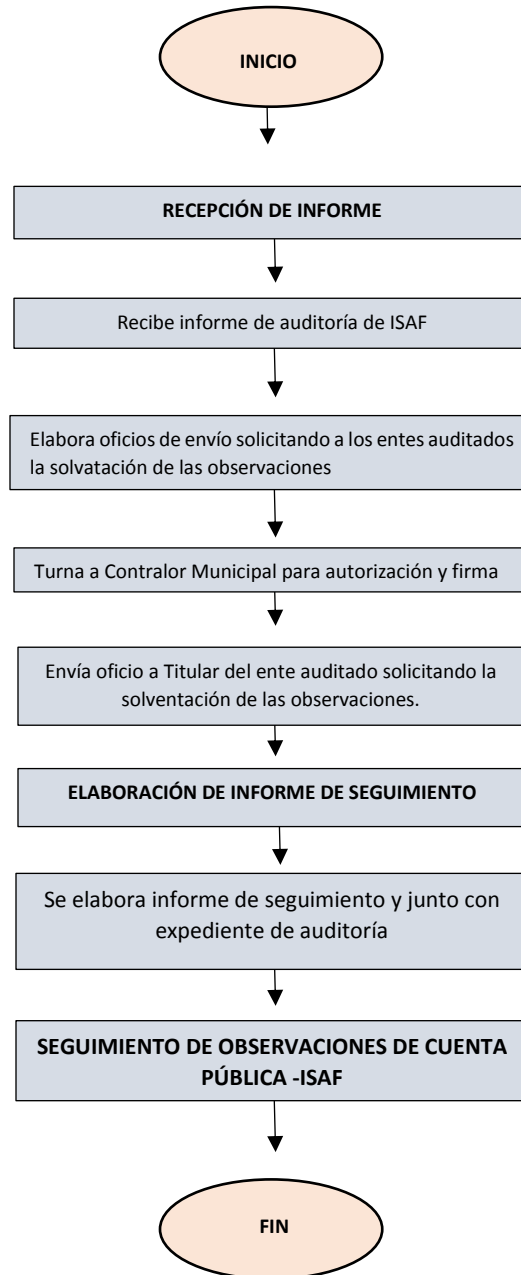 INICIO
RECEPCIÓN DE INFORME
Recibe informe de auditoría de ISAF
Elabora oficios de envío solicitando a los entes auditados
la solvatación de las observaciones
Turna a Contralor Municipal para autorización y firma
Envía oficio a Titular del ente auditado solicitando la
solventación de las observaciones.
ELABORACIÓN DE INFORME DE SEGUIMIENTO
Se elabora informe de seguimiento y junto con
expediente de auditoría
SEGUIMIENTO DE OBSERVACIONES DE CUENTA
PÚBLICA -ISAF
FIN